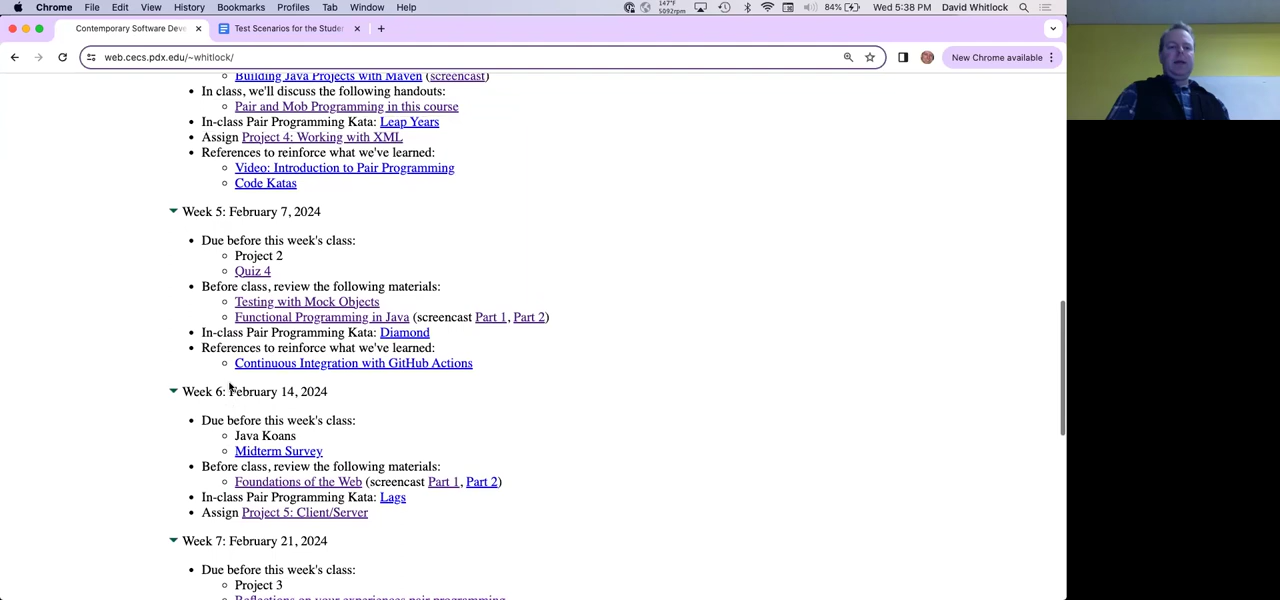 Chrome File Edit View History Bookmarks Profiles Tab Window Help 147°F 5092rpm 84% Wed 5:38 PM David Whitlock
Contemporary Software Deve Test Scenarios for the Studen
web.cecs.pdx.edu/~whitlock/ New Chrome available
Building Java Projects with Maven (screencast)
In class, we'll discuss the following handouts:
Pair and Mob Programming in this course
In-class Pair Programming Kata: Leap Years
Assign Project 4: Working with XML
References to reinforce what we've learned:
Video: Introduction to Pair Programming
Code Katas
Week 5: February 7, 2024
Due before this week's class:
Project 2
Quiz 4
Before class, review the following materials:
Testing with Mock Objects
Functional Programming in Java (screencast Part 1, Part 2)
In-class Pair Programming Kata: Diamond
References to reinforce what we've learned:
Continuous Integration with GitHub Actions
Week 6: February 14, 2024
Due before this week's class:
Java Koans
Midterm Survey
Before class, review the following materials:
Foundations of the Web (screencast Part 1, Part 2)
In-class Pair Programming Kata: Lags
Assign Project 5: Client/Server
Week 7: February 21, 2024
Due before this week's class:
Project 3
Reflections on your experiences pair programming